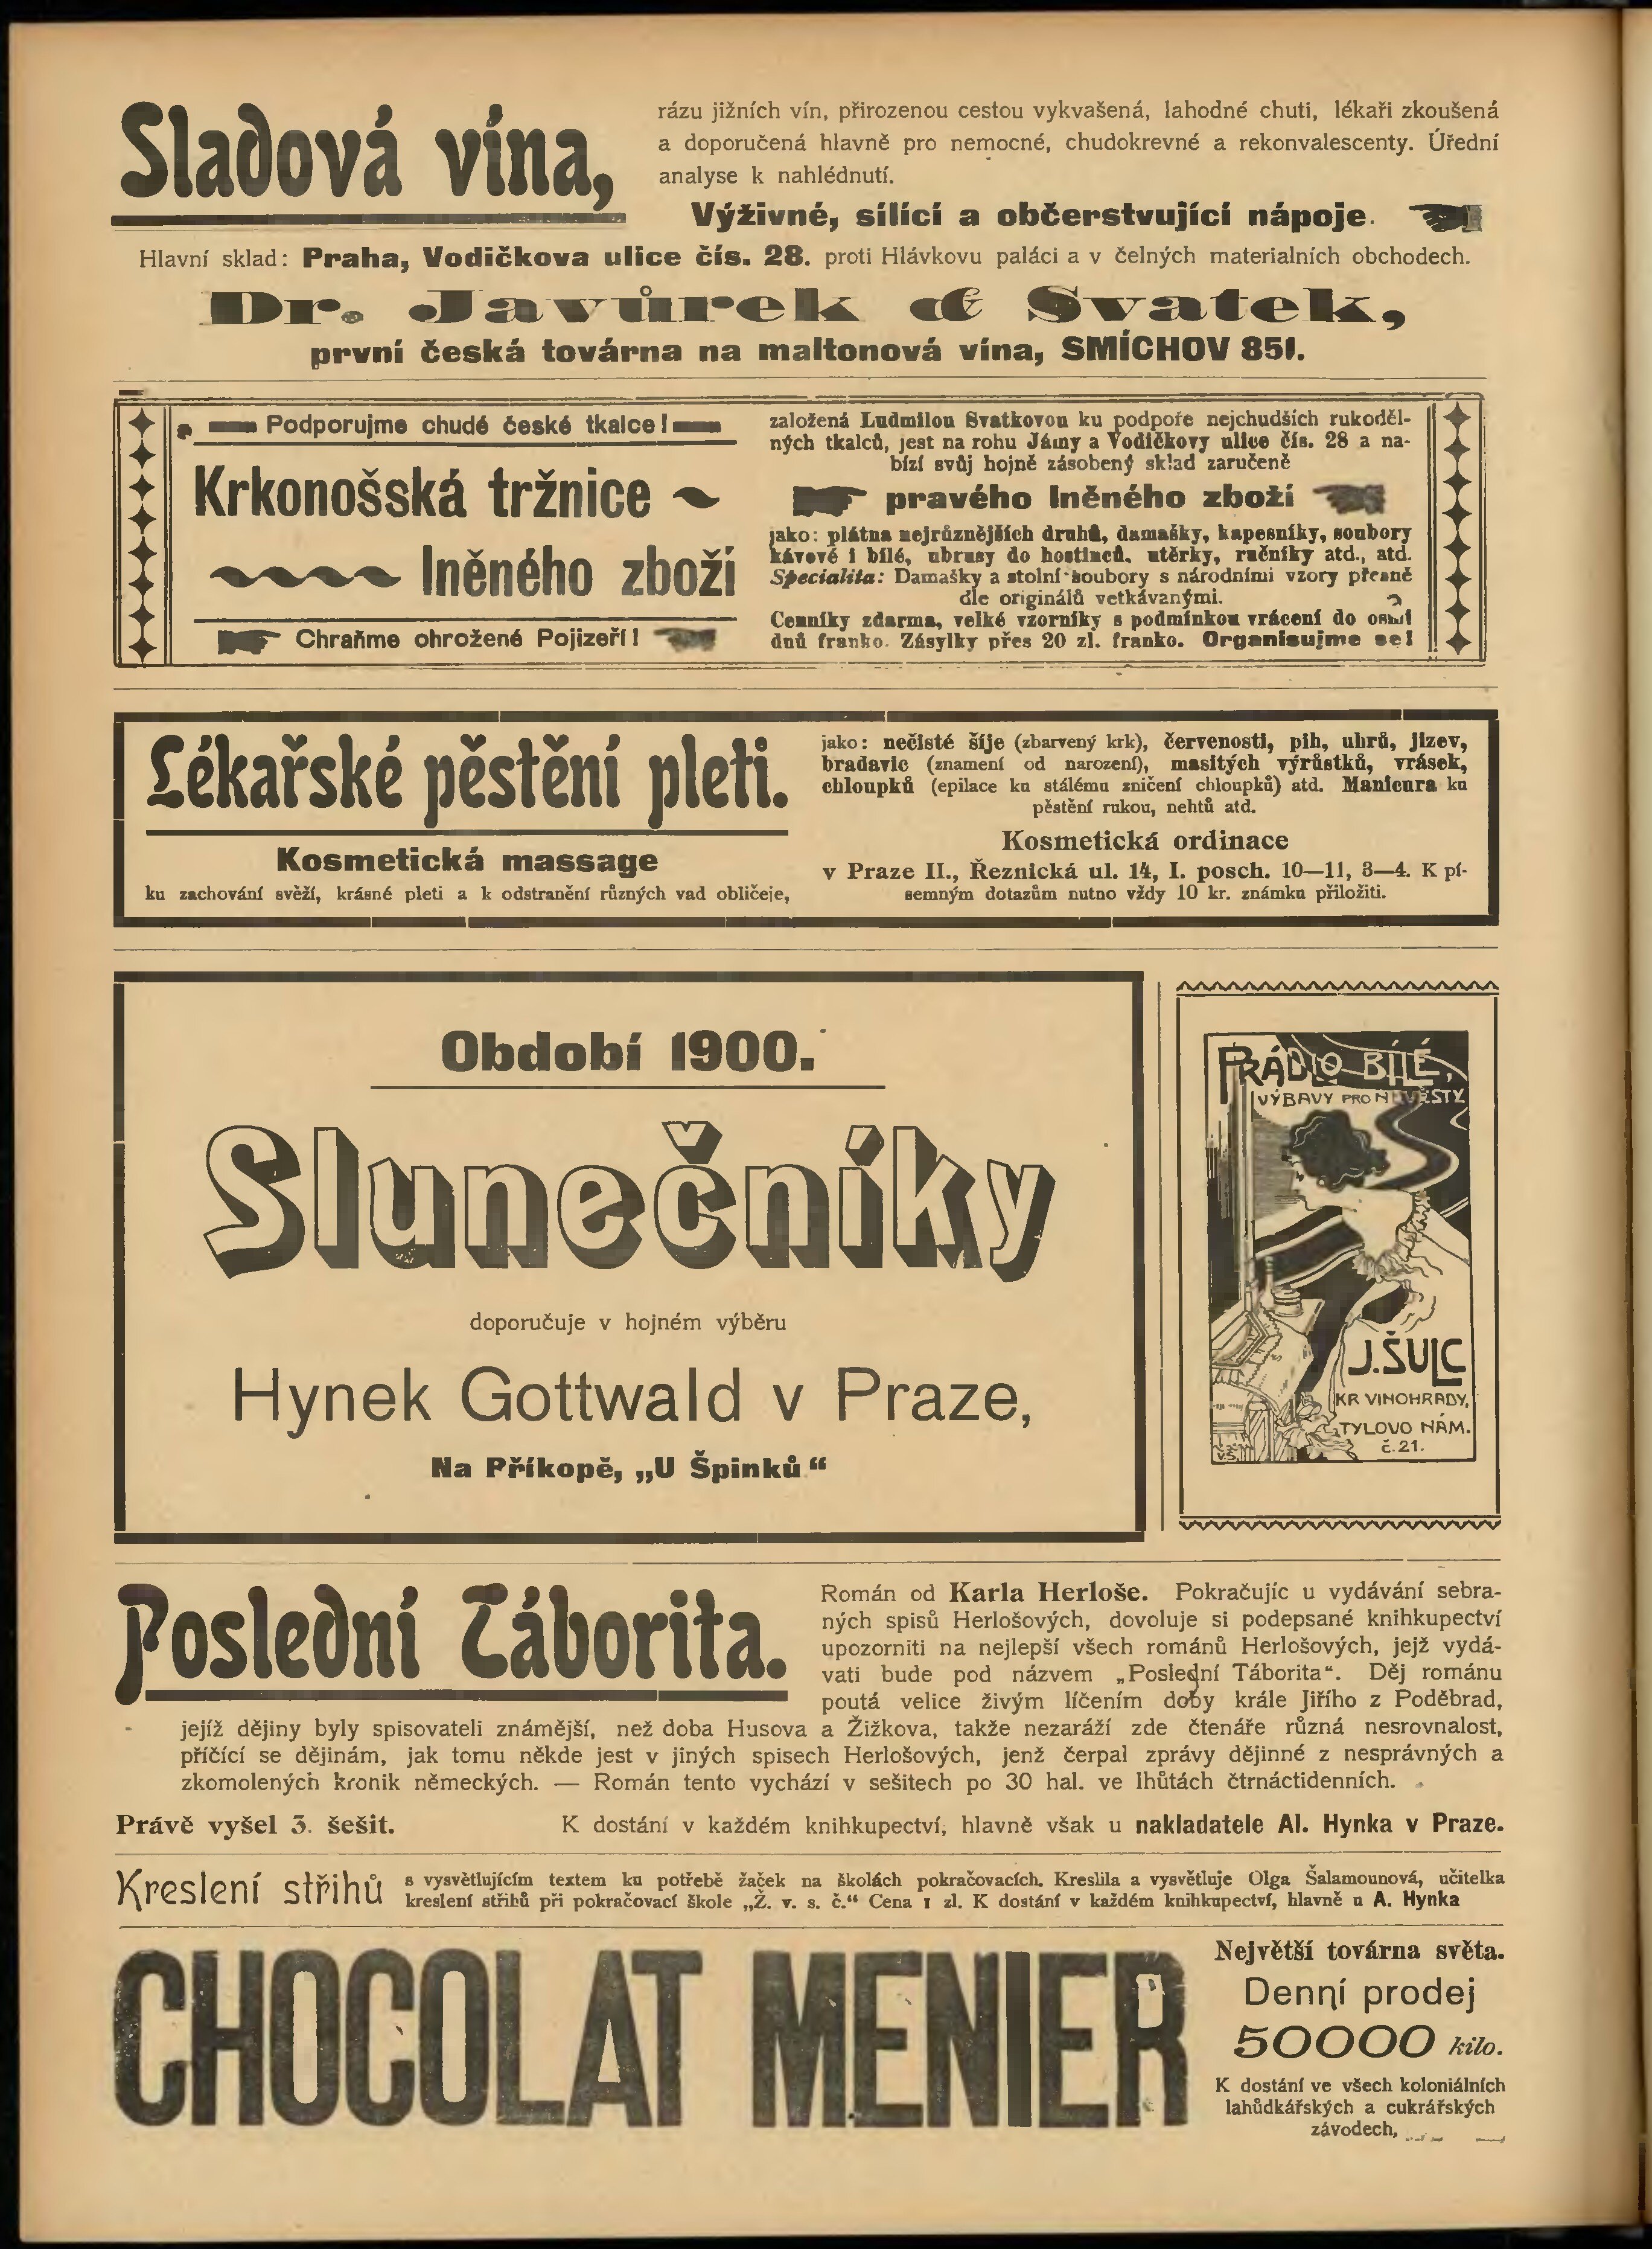 Sladová vína,
rázu jižních vín, přirozenou cestou vykvašená, lahodné chuti, lékaři zkoušená
a doporučená hlavně pro nemocné, chudokrevné a rekonvalescenty. Úřední
analyse k nahlédnutí.
Výživné, sílící a občerstvující nápoje.
Hlavní sklad: Praha, Vodičkova ulice čís. 28. proti Hlávkovu paláci a v čelných materialních obchodech.
Dr. Javůrek & Svatek,
první česká továrna na maltonová vína, SMÍCHOV 851.
Podporujme chudé české tkalce!
Krkonošská tržnice
lněného zboží
Chraňme ohrožené Pojizeří!
založená Ludmilou Svatkovou ku podpoře nejchudších rukoděl-
ných tkalců, jest na rohu Jámy a Vodičkovy ulice čís. 28 a na-
bízí svůj hojně zásobený sklad zaručeně
pravého lněného zboží
jako: plátna nejrůznějších druhů, damašky, kapesníky, soubory
kávové i bílé, ubrusy do hostinců, utěrky, ručníky atd., atd.
Specialita: Damašky a stolní soubory s národními vzory přesně
dle originálů vetkávanými.
Cenníky zdarma, velké vzorníky s podmínkou vrácení do osmi
dnů franko. Zásylky přes 20 zl. franko. Organisujme se!
Lékařské pěstění pleti.
Kosmetická massage
ku zachování svěží, krásné pleti a k odstranění různých vad obličeje,
jako: nečisté šíje (zbarvený krk), červenosti, pih, uhrů, jizev,
bradavic (znamení od narození), masitých výrůstků, vrásek,
chloupků (epilace ku stálému zničení chloupků) atd. Manicura ku
pěstění rukou, nehtů atd.
Kosmetická ordinace
v Praze II., Řeznická ul. 14, I. posch. 10—11, 3—4. K pí-
semným dotazům nutno vždy 10 kr. známku přiložiti.
Období 1900.
Slunečníky
doporučuje v hojném výběru
Hynek Gottwald v Praze,
Na Příkopě, „U Špinků“
PRÁDLO BÍLÉ,
VÝBAVY PRO NEVĚSTY
J. ŠULC
KR VINOHRADY,
TYLOVO NÁM.
č.21.
V.Š.
Poslední Táborita.
Román od Karla Herloše. Pokračujíc u vydávání sebra-
ných spisů Herlošových, dovoluje si podepsané knihkupectví
upozorniti na nejlepší všech románů Herlošových, jejž vydá-
vati bude pod názvem „Poslední Táborita“. Děj románu
poutá velice živým líčením doby krále Jiřího z Poděbrad,
jejíž dějiny byly spisovateli známější, než doba Husova a Žižkova, takže nezaráží zde čtenáře různá nesrovnalost,
příčící se dějinám, jak tomu někde jest v jiných spisech Herlošových, jenž čerpal zprávy dějinné z nesprávných a
zkomolených kronik německých. — Román tento vychází v sešitech po 30 hal. ve lhůtách čtrnáctidenních.
Právě vyšel 3. šešit.
K dostání v každém knihkupectví, hlavně však u nakladatele Al. Hynka v Praze.
Kreslení střihů
s vysvětlujícím textem ku potřebě žaček na školách pokračovacích. Kreslila a vysvětluje Olga Šalamounová, učitelka
kreslení střihů při pokračovací škole „Ž. v. s. č.“ Cena 1 zl. K dostání v každém knihkupectví, hlavně u A. Hynka
CHOCOLAT MENIER
Největší továrna světa.
Denní prodej
50000 kilo.
K dostání ve všech koloniálních
lahůdkářských a cukrářských
závodech,